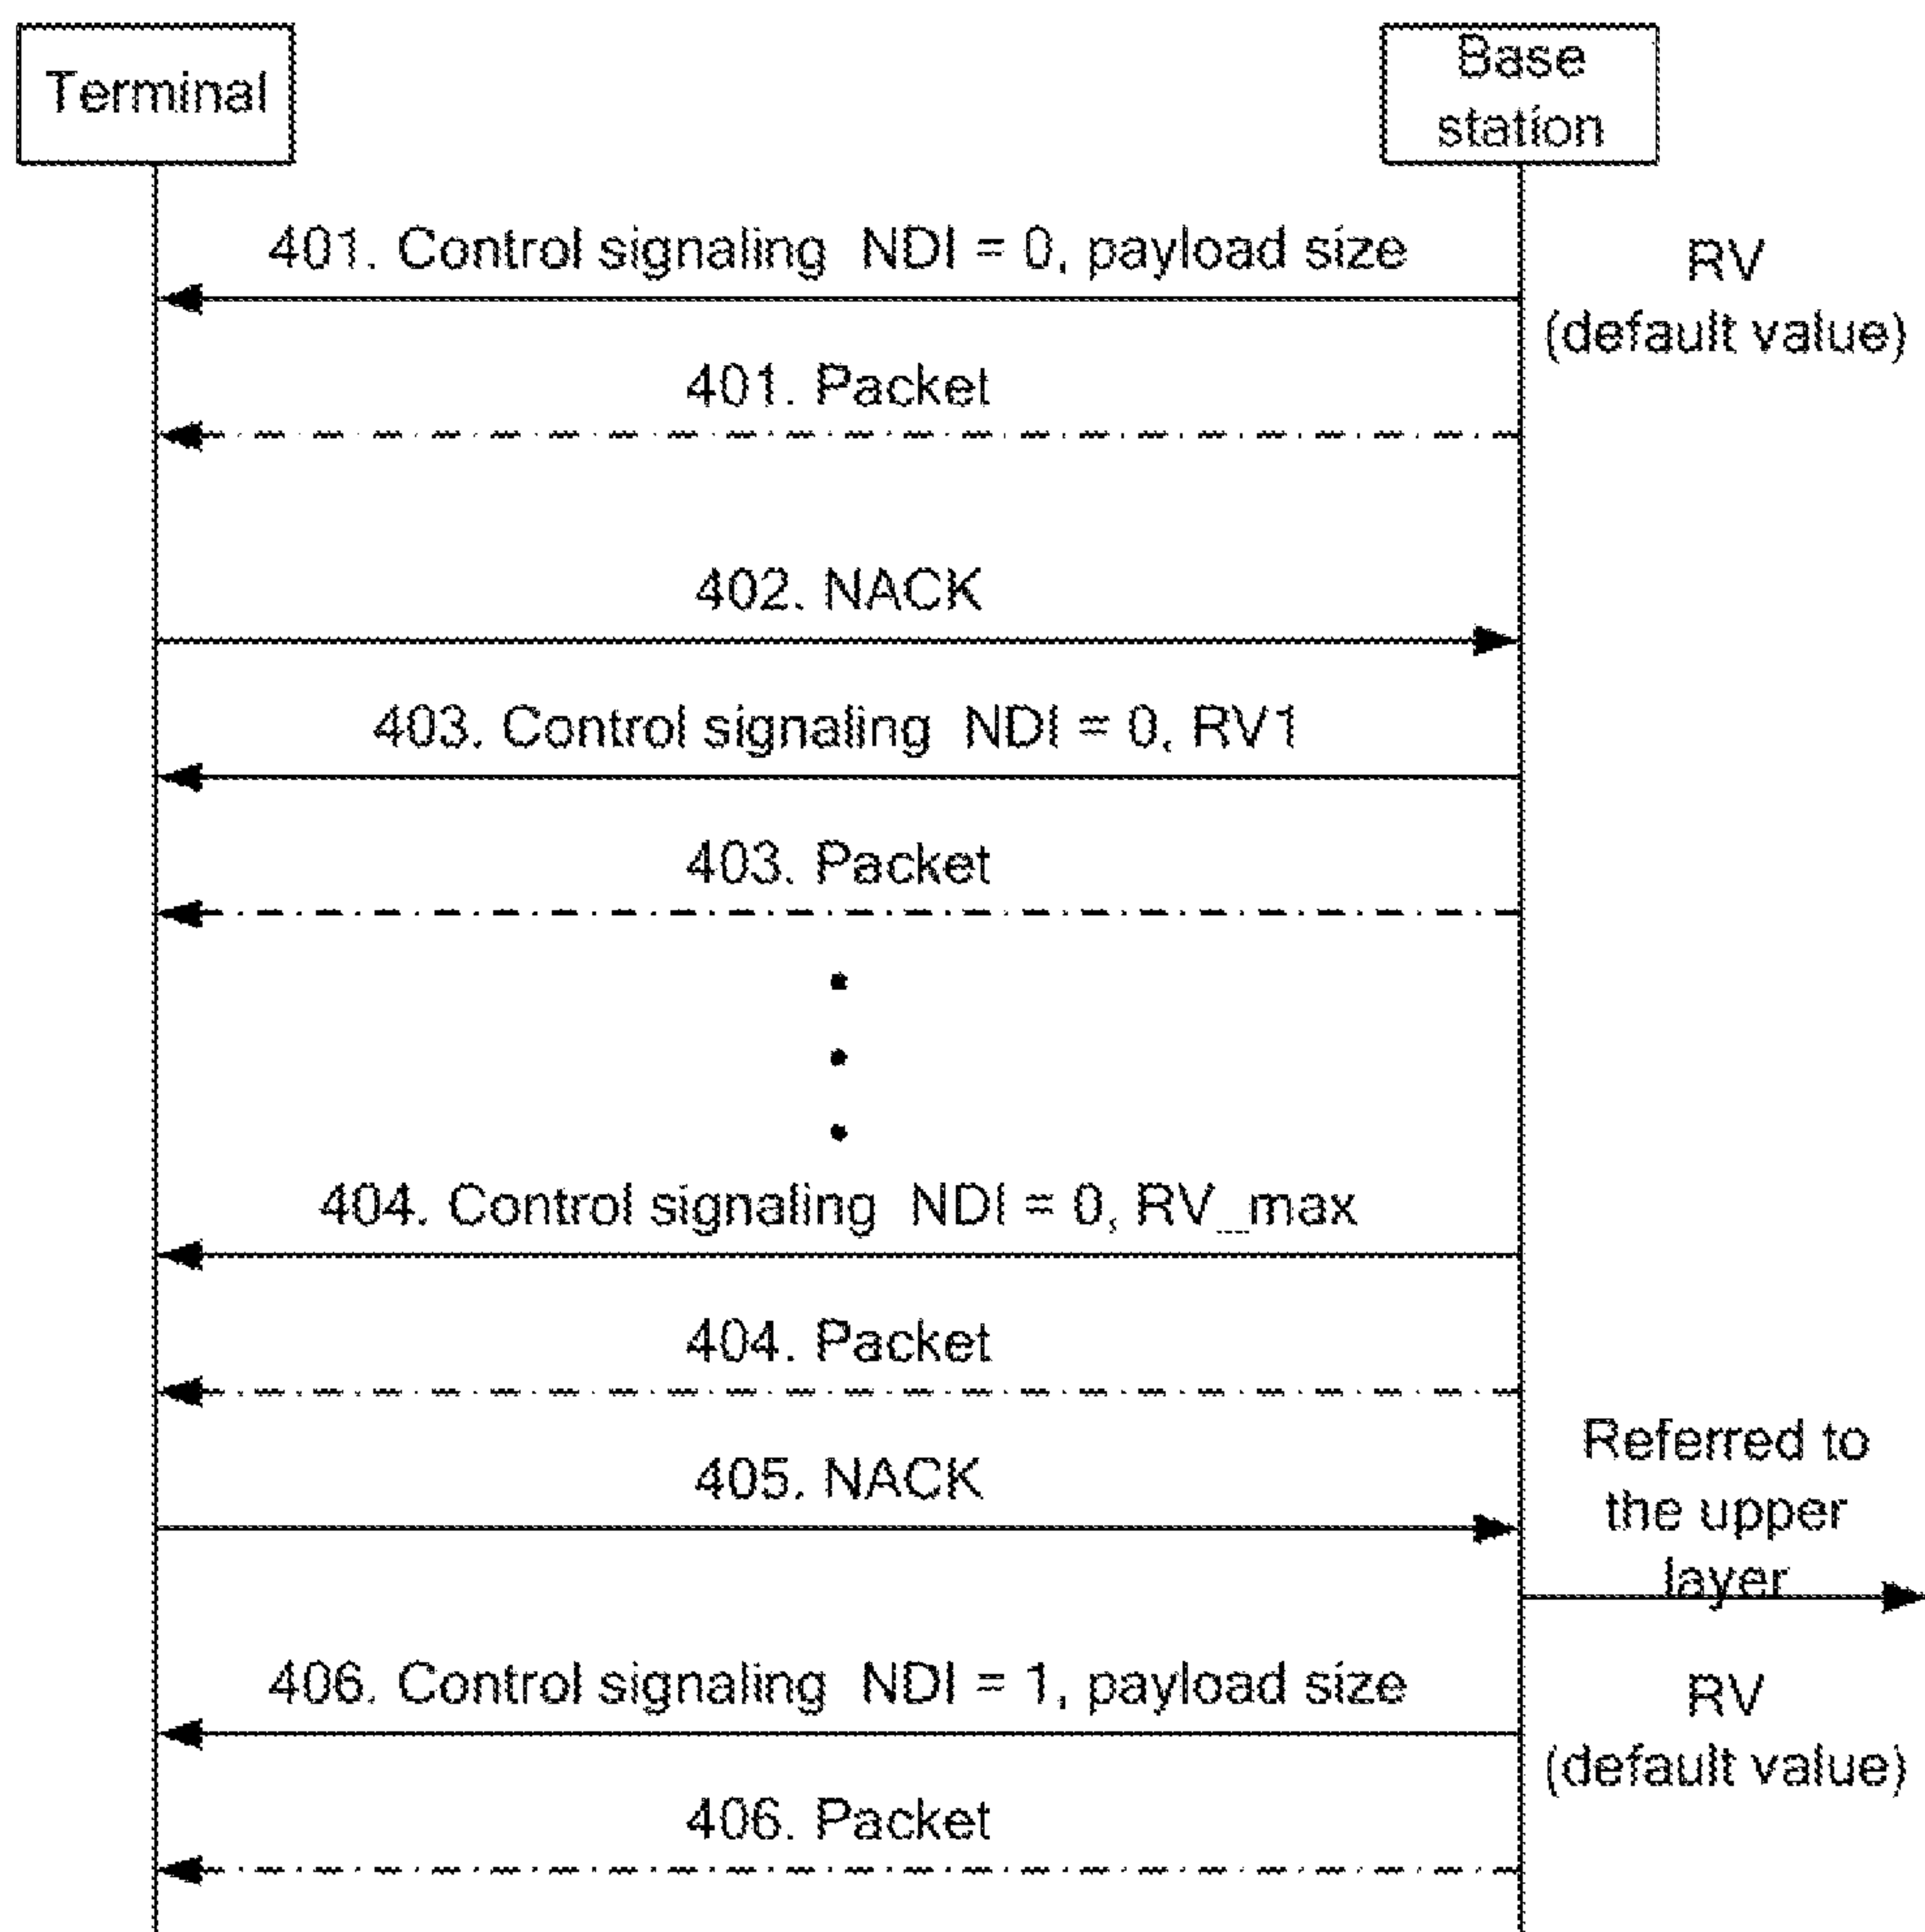 Terminal
Base
station
401. Control signaling NDI = 0, payload size
RV
(default value)
401. Packet
402. NACK
403. Control signaling NDI = 0, RV1
403. Packet
404. Control signaling NDI = 0, RV_max
404. Packet
405. NACK
Referred to
the upper
layer
406. Control signaling NDI = 1, payload size
RV
(default value)
406. Packet